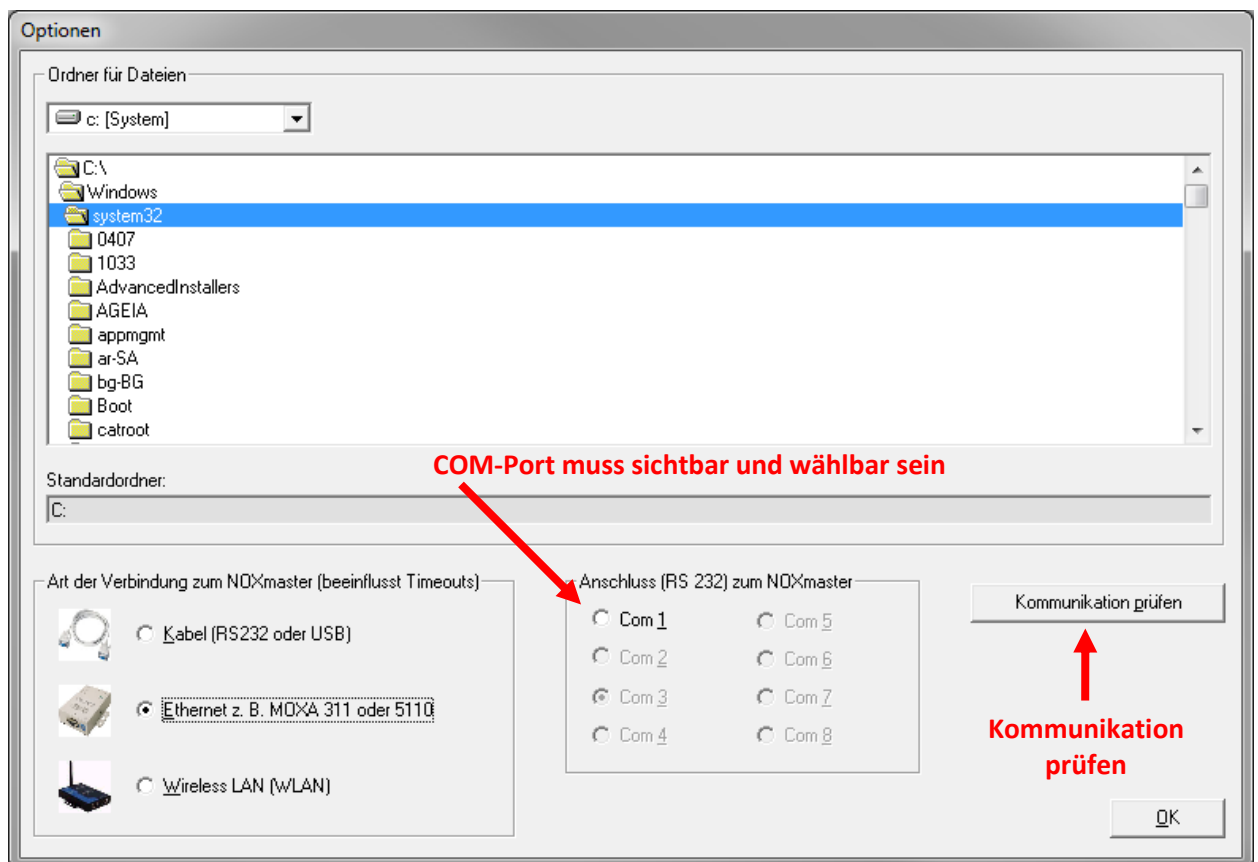 Optionen
Ordner für Dateien
c: [System]
C:\
Windows
system32
0407
1033
AdvancedInstallers
AGEIA
appmgmt
ar-SA
bg-BG
Boot
catroot
COM-Port muss sichtbar und wählbar sein
Standardordner:
C:
Art der Verbindung zum NOXmaster (beeinflusst Timeouts)
Kabel (RS232 oder USB)
Ethernet z. B. MOXA 311 oder 5110
Wireless LAN (WLAN)
Anschluss (RS 232) zum NOXmaster
Com 1
Com 2
Com 3
Com 4
Com 5
Com 6
Com 7
Com 8
Kommunikation prüfen
Kommunikation
prüfen
OK